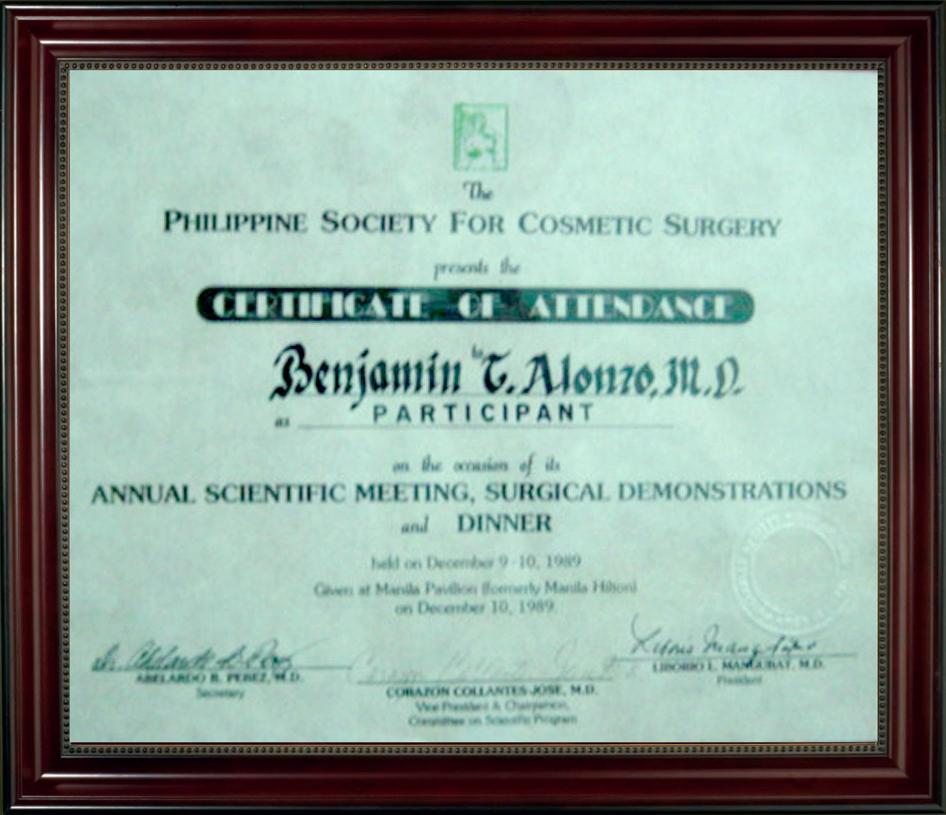 The
PHILIPPINE SOCIETY FOR COSMETIC SURGERY
presents the
CERTIFICATE OF ATTENDANCE
to
Benjamin T. Alonzo, M.D.
as PARTICIPANT
on the occasion of its
ANNUAL SCIENTIFIC MEETING, SURGICAL DEMONSTRATIONS
and DINNER
held on December 9-10, 1989
Given at Manila Pavilion (formerly Manila Hilton)
on December 10, 1989.
ABELARDO B. PEREZ, M.D.
Secretary
CORAZON COLLANTES-JOSE, M.D.
Vice President & Chairperson,
Committee on Scientific Program
LIBORIO L. MANGUBAT, M.D.
President